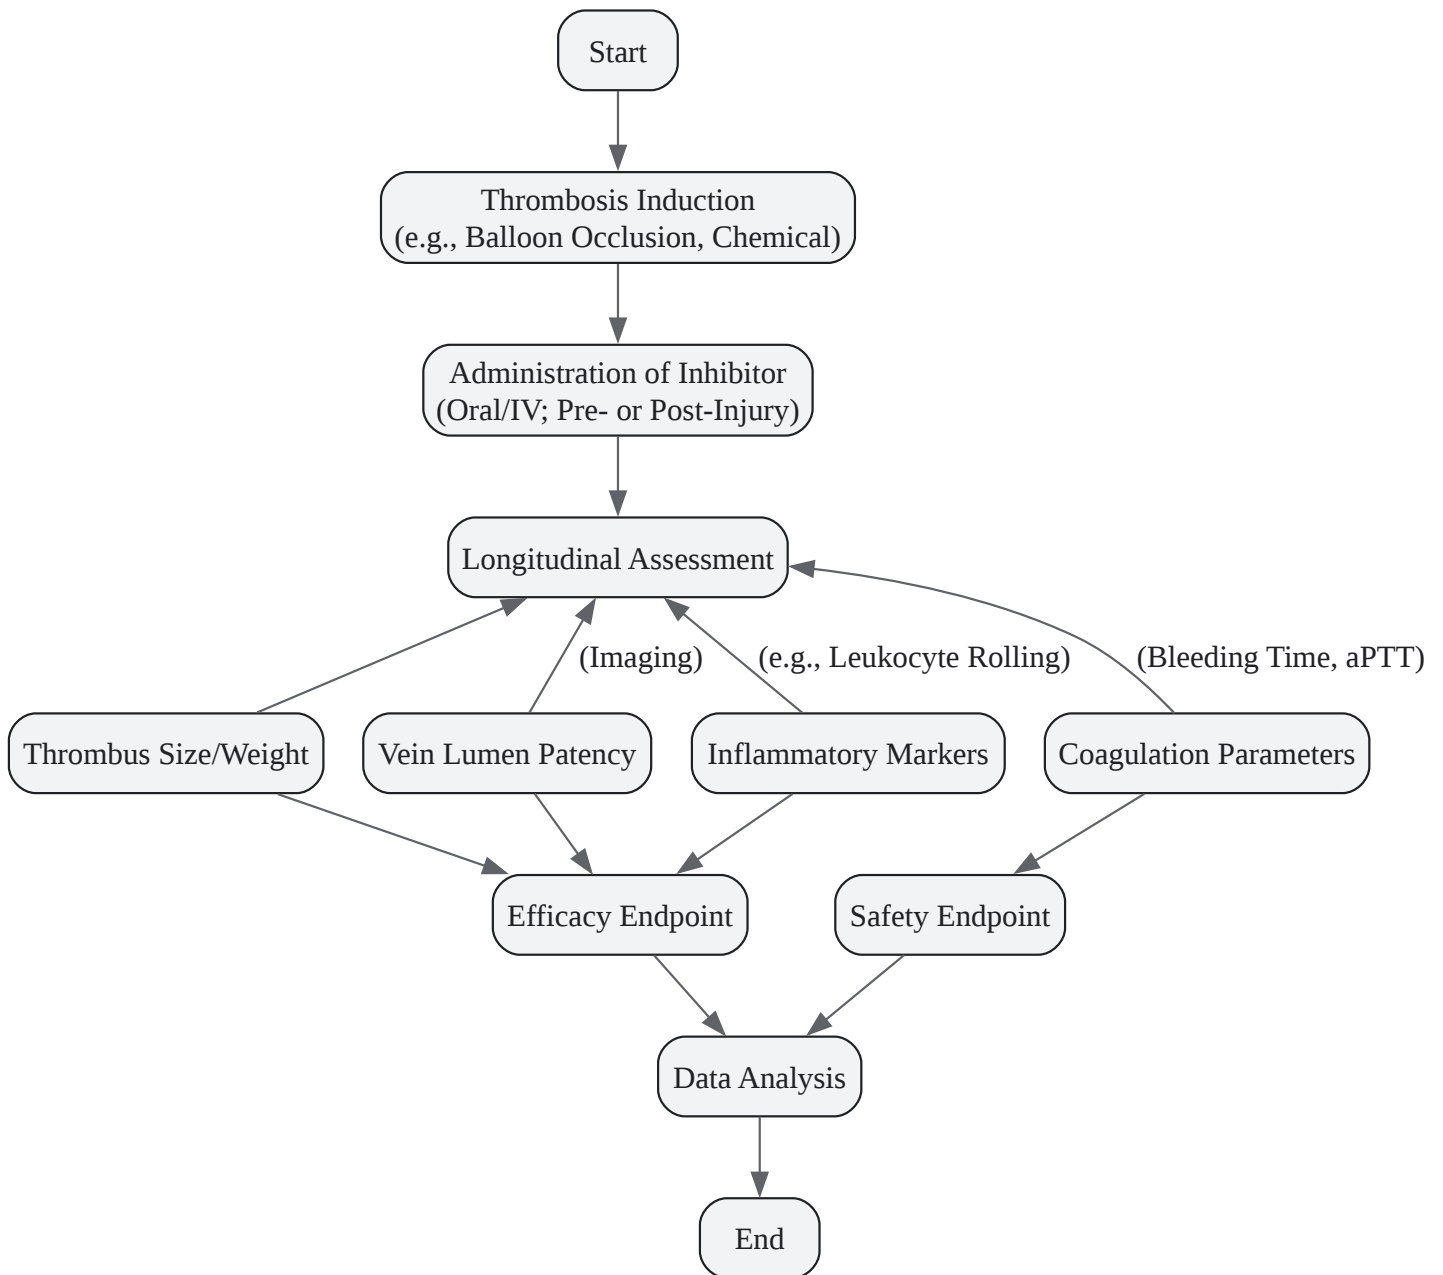 Start
Thrombosis Induction
(e.g., Balloon Occlusion, Chemical)
Administration of Inhibitor
(Oral/IV; Pre- or Post-Injury)
Longitudinal Assessment
(Imaging)
(e.g., Leukocyte Rolling)
(Bleeding Time, aPTT)
Thrombus Size/Weight
Vein Lumen Patency
Inflammatory Markers
Coagulation Parameters
Efficacy Endpoint
Safety Endpoint
Data Analysis
End